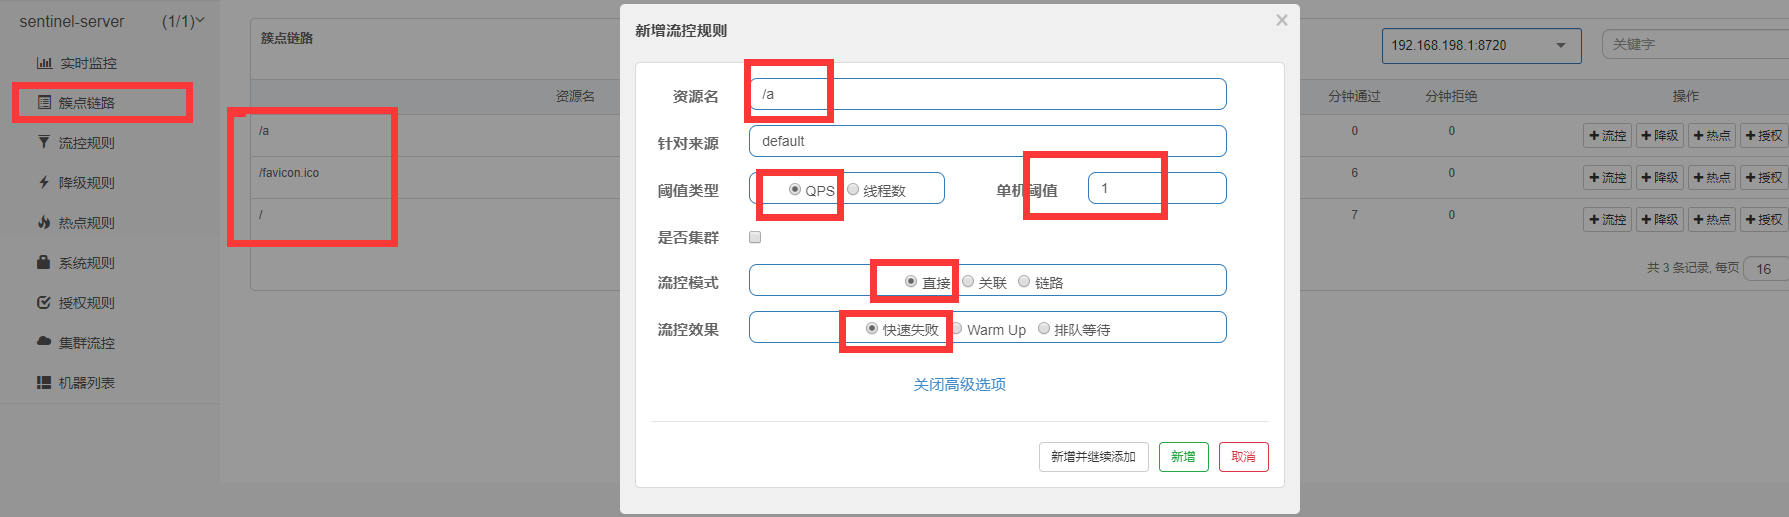 sentinel-server (1/1)
实时监控
簇点链路
流控规则
降级规则
热点规则
系统规则
授权规则
集群流控
机器列表
簇点链路
192.168.198.1:8720
关键字
资源名 分钟通过 分钟拒绝 操作
/a 0 0 流控 降级 热点 授权
/favicon.ico 6 0 流控 降级 热点 授权
/ 7 0 流控 降级 热点 授权
共 3 条记录, 每页 16
新增流控规则
×
资源名 /a
针对来源 default
阈值类型 QPS 线程数 单机阈值 1
是否集群
流控模式 直接 关联 链路
流控效果 快速失败 Warm Up 排队等待
关闭高级选项
新增并继续添加 新增 取消